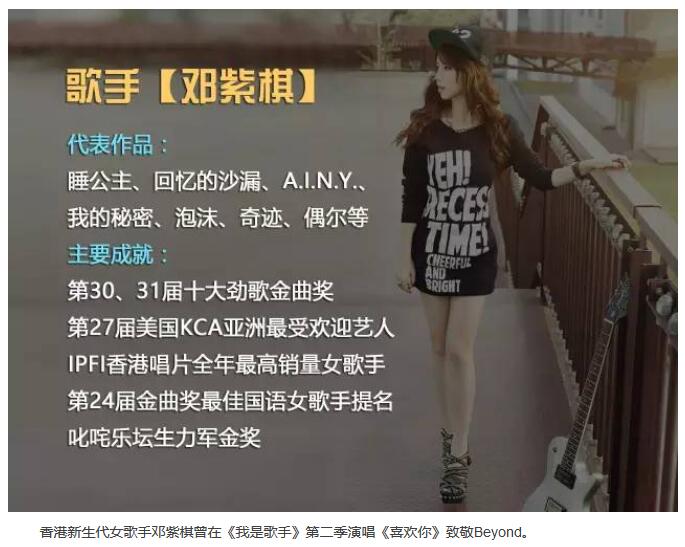 歌手【邓紫棋】
代表作品：
睡公主、回忆的沙漏、A.I.N.Y.、
我的秘密、泡沫、奇迹、偶尔等
主要成就：
第30、31届十大劲歌金曲奖
第27届美国KCA亚洲最受欢迎艺人
IPFI香港唱片全年最高销量女歌手
第24届金曲奖最佳国语女歌手提名
叱咤乐坛生力军金奖
YEH!
RECESS
TIME!
CHEERFUL
AND
BRIGHT
香港新生代女歌手邓紫棋曾在《我是歌手》第二季演唱《喜欢你》致敬Beyond。